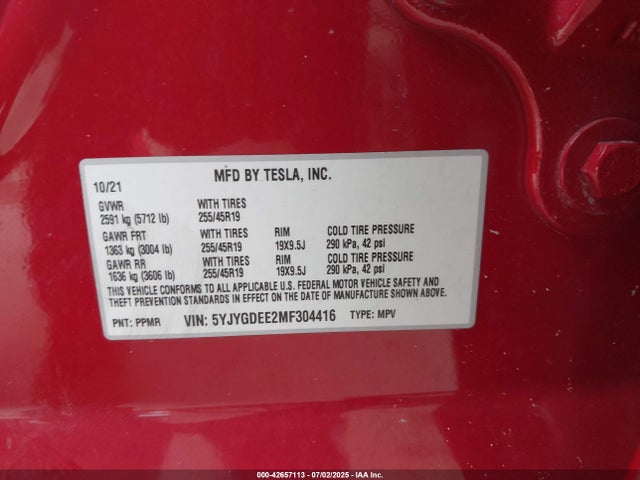 MFD BY TESLA, INC.
10/21
GVWR WITH TIRES
2591 kg (5712 lb) 255/45R19
GAWR FRT WITH TIRES RIM COLD TIRE PRESSURE
1363 kg (3004 lb) 255/45R19 19X9.5J 290 kPa, 42 psi
GAWR RR WITH TIRES RIM COLD TIRE PRESSURE
1636 kg (3606 lb) 255/45R19 19X9.5J 290 kPa, 42 psi
THIS VEHICLE CONFORMS TO ALL APPLICABLE U.S. FEDERAL MOTOR VEHICLE SAFETY AND
THEFT PREVENTION STANDARDS IN EFFECT ON THE DATE OF MANUFACTURE SHOWN ABOVE.
PNT: PPMR VIN: 5YJYGDEE2MF304416 TYPE: MPV
000-42657113 | 07/02/2025 | IAA Inc.